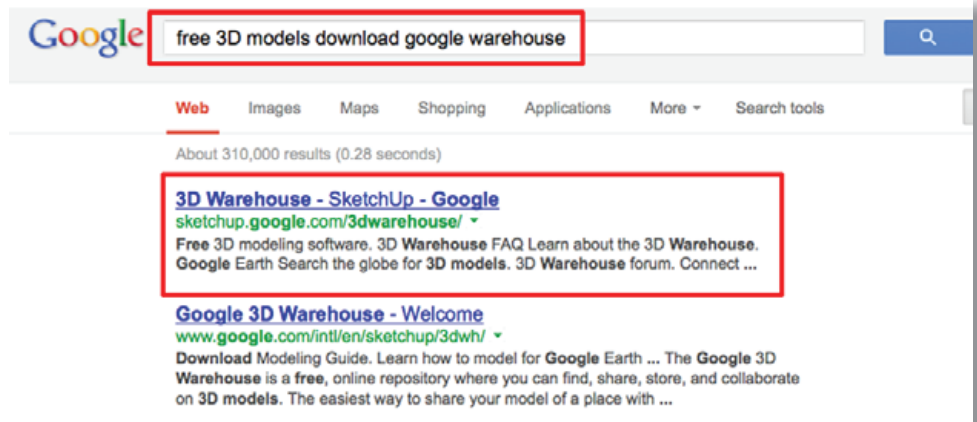 Google free 3D models download google warehouse
Web Images Maps Shopping Applications More Search tools
About 310,000 results (0.28 seconds)
3D Warehouse - SketchUp - Google
sketchup.google.com/3dwarehouse/
Free 3D modeling software. 3D Warehouse FAQ Learn about the 3D Warehouse.
Google Earth Search the globe for 3D models. 3D Warehouse forum. Connect ...
Google 3D Warehouse - Welcome
www.google.com/intl/en/sketchup/3dwh/
Download Modeling Guide. Learn how to model for Google Earth ... The Google 3D
Warehouse is a free, online repository where you can find, share, store, and collaborate
on 3D models. The easiest way to share your model of a place with ...